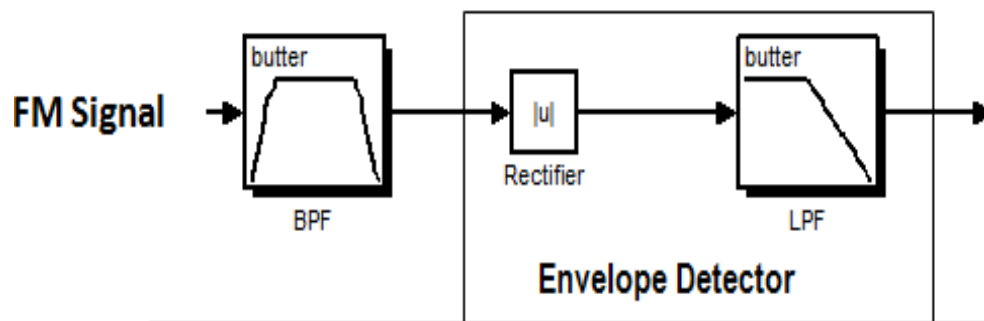 butter
butter
FM Signal
|u|
Rectifier
BPF
LPF
Envelope Detector